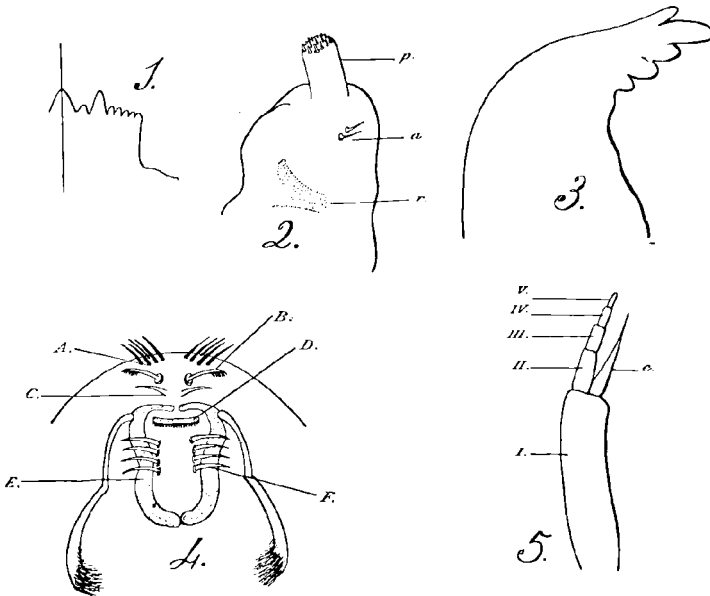 1.
p.
a
r.
2.
3.
A.
B.
C.
D.
E.
F.
4.
V.
IV.
III.
II.
e.
I.
5.